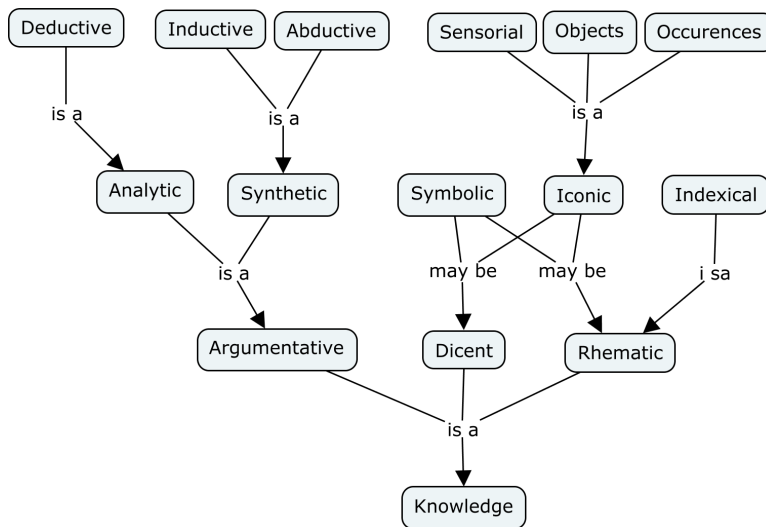 Deductive
Inductive
Abductive
Sensorial
Objects
Occurences
is a
is a
is a
Analytic
Synthetic
Symbolic
Iconic
Indexical
is a
may be
may be
i sa
Argumentative
Dicent
Rhematic
is a
Knowledge